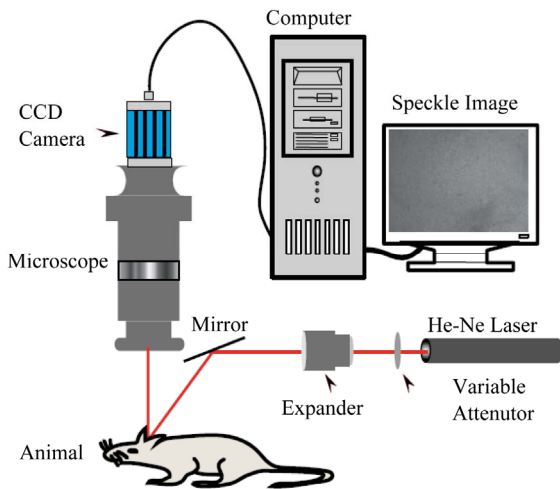 Computer
CCD
Camera
Speckle Image
Microscope
Mirror
He-Ne Laser
Expander
Variable
Attenutor
Animal